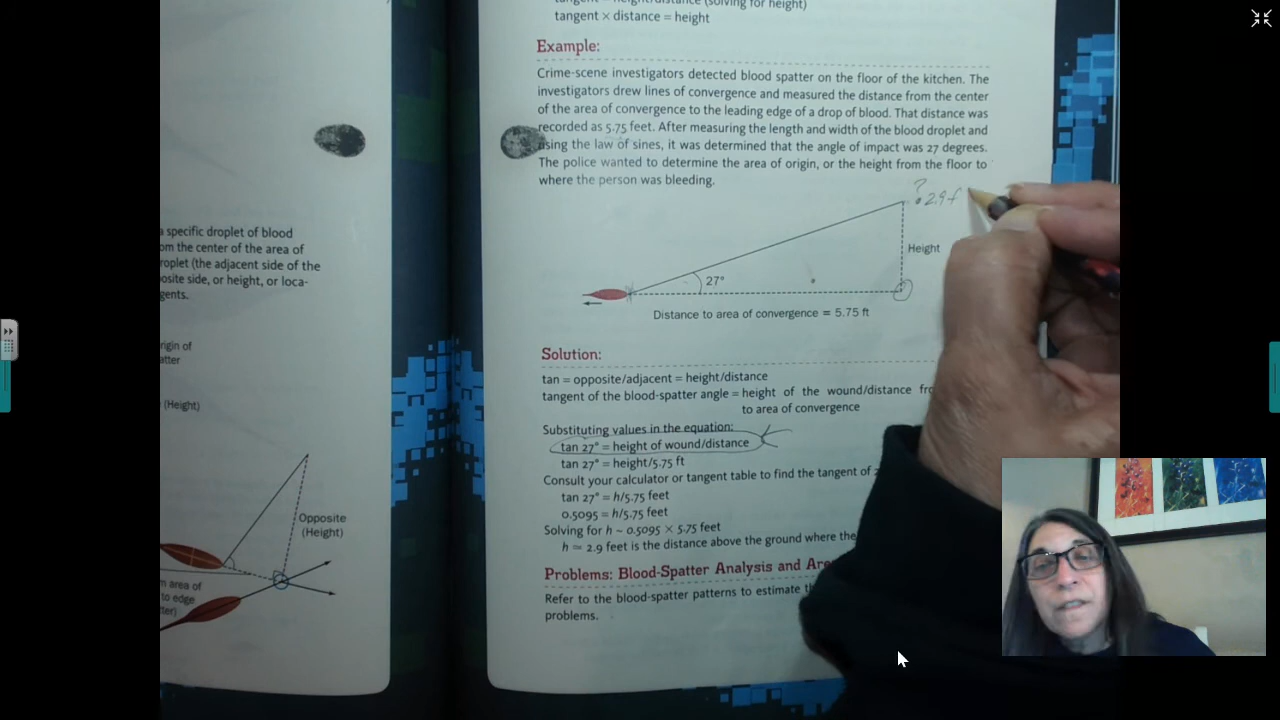 a specific droplet of blood
om the center of the area of
roplet (the adjacent side of the
osite side, or height, or loca-
gents.
rigin of
atter
(Height)
Opposite
(Height)
m area of
to edge
tter)
tangent = height/distance (solving for height)
tangent × distance = height
Example:
Crime-scene investigators detected blood spatter on the floor of the kitchen. The
investigators drew lines of convergence and measured the distance from the center
of the area of convergence to the leading edge of a drop of blood. That distance was
recorded as 5.75 feet. After measuring the length and width of the blood droplet and
using the law of sines, it was determined that the angle of impact was 27 degrees.
The police wanted to determine the area of origin, or the height from the floor to
where the person was bleeding.
? 2.9 f
Height
27°
Distance to area of convergence = 5.75 ft
Solution:
tan = opposite/adjacent = height/distance
tangent of the blood-spatter angle = height of the wound/distance fr
to area of convergence
Substituting values in the equation:
tan 27° = height of wound/distance
tan 27° = height/5.75 ft
Consult your calculator or tangent table to find the tangent of 2
tan 27° = h/5.75 feet
0.5095 = h/5.75 feet
Solving for h ~ 0.5095 × 5.75 feet
h = 2.9 feet is the distance above the ground where the
Problems: Blood-Spatter Analysis and Are
Refer to the blood-spatter patterns to estimate th
problems.